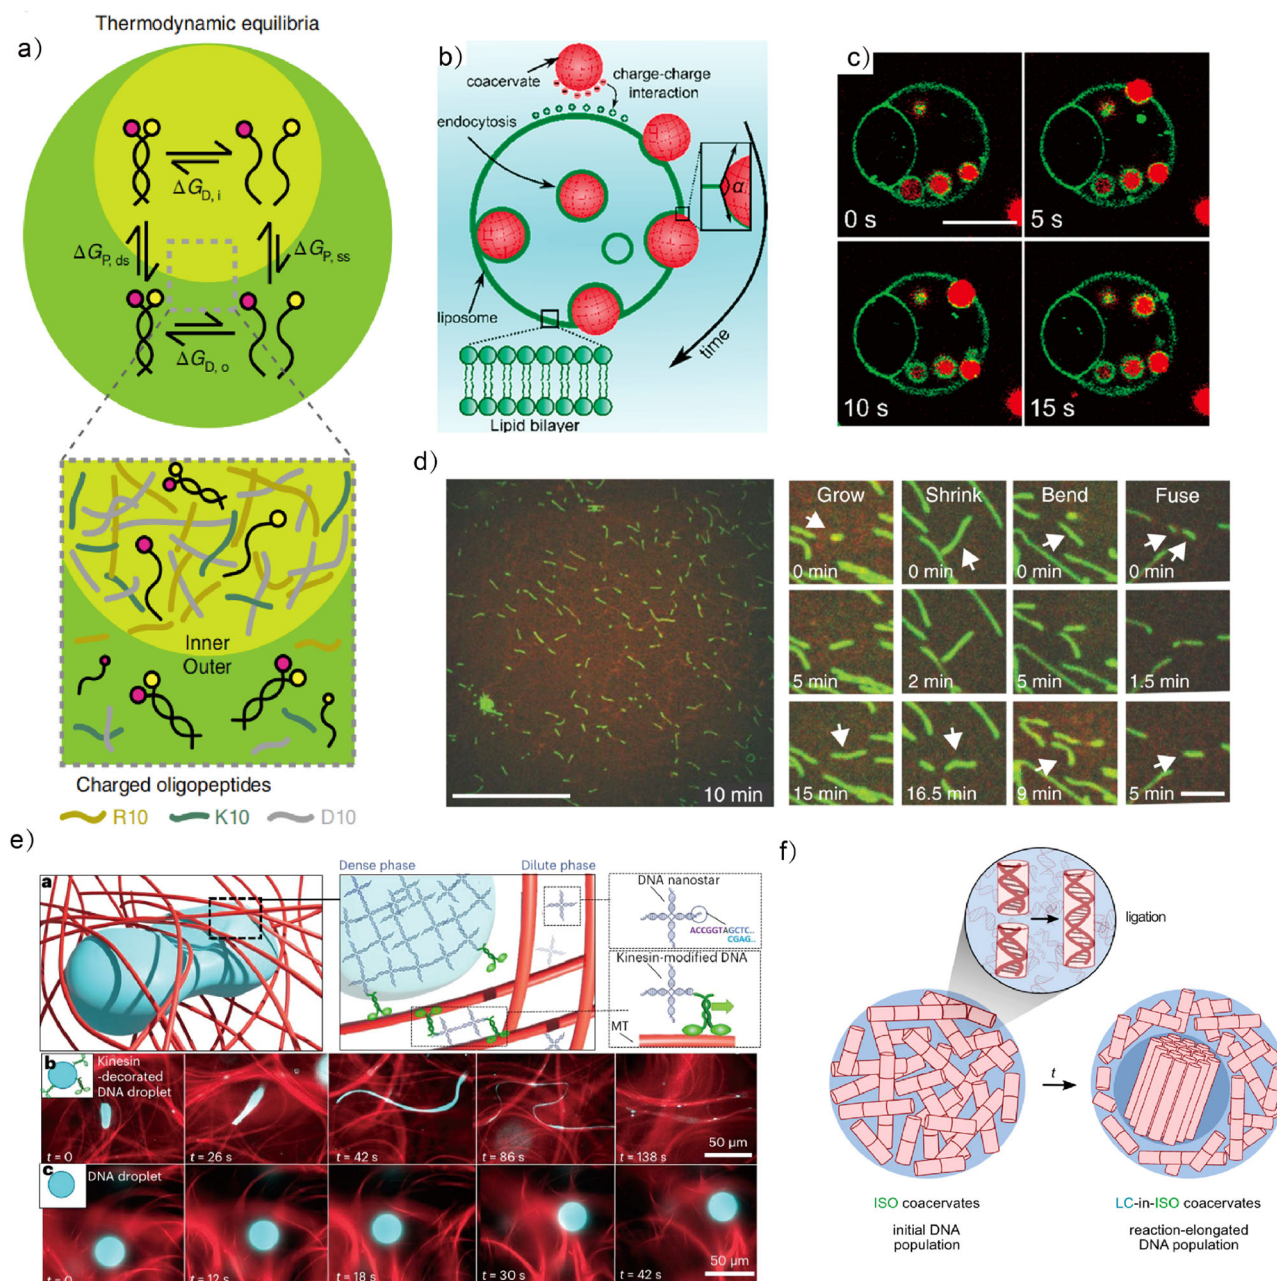 a)
Thermodynamic equilibria
ΔG D, i
ΔG P, ds
ΔG P, ss
ΔG D, o
Inner
Outer
Charged oligopeptides
R10
K10
D10
b)
coacervate
charge-charge
interaction
endocytosis
α
liposome
time
Lipid bilayer
c)
0 s
5 s
10 s
15 s
d)
10 min
Grow
Shrink
Bend
Fuse
0 min
0 min
0 min
0 min
5 min
2 min
5 min
1.5 min
15 min
16.5 min
9 min
5 min
e)
a
Dense phase
Dilute phase
DNA nanostar
ACCGGTAGCTC..
CGAG..
Kinesin-modified DNA
MT
b
Kinesin
-decorated
DNA droplet
t = 0
t = 26 s
t = 42 s
t = 86 s
t = 138 s
50 µm
c
DNA droplet
t = 0
t = 12 s
t = 18 s
t = 30 s
t = 42 s
50 µm
f)
ligation
t
ISO coacervates
initial DNA
population
LC-in-ISO coacervates
reaction-elongated
DNA population